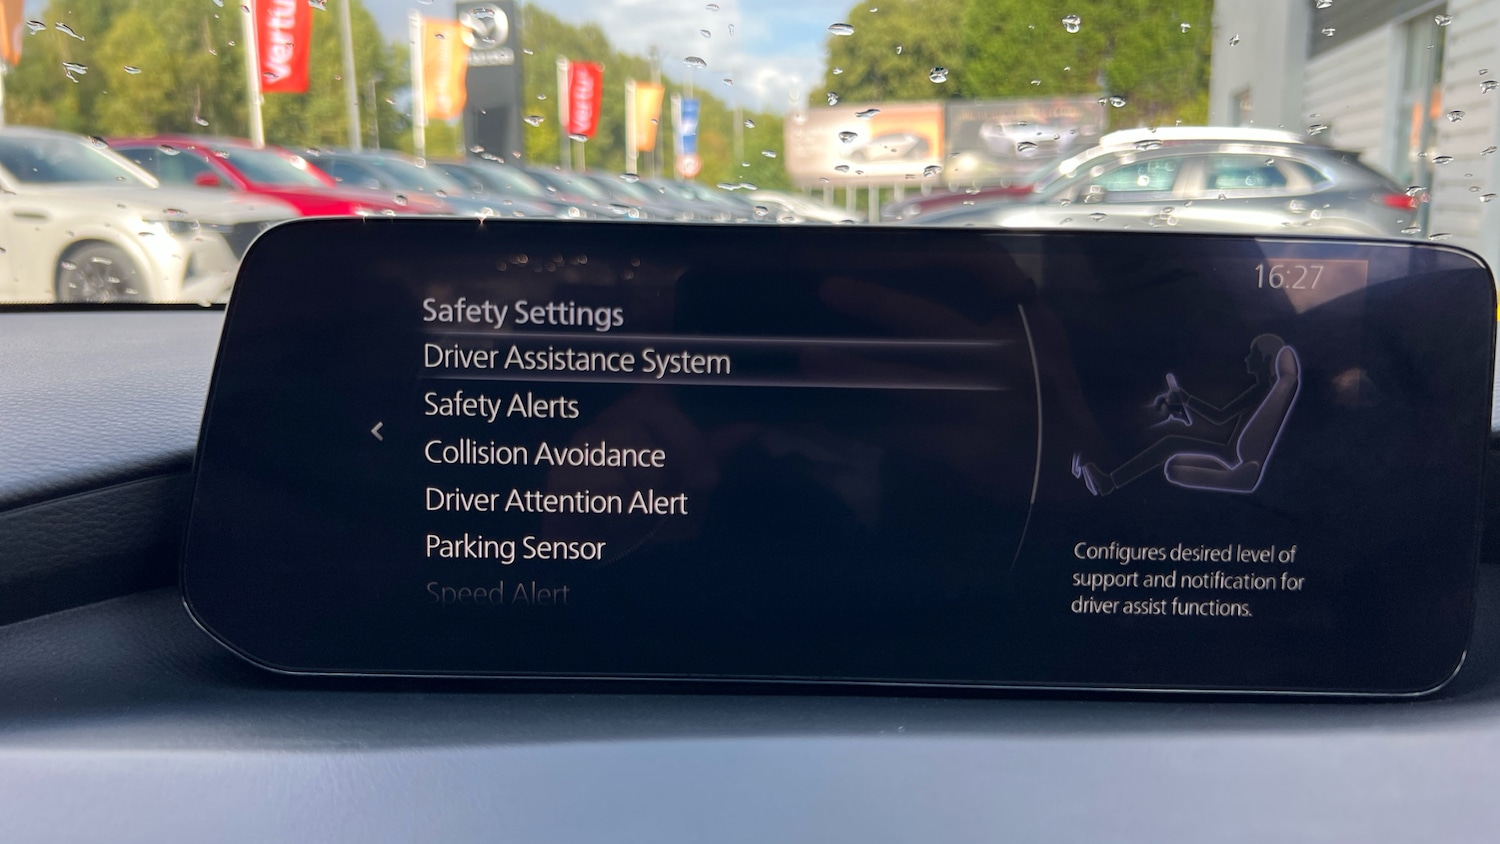 Vertu
Vertu
16:27
Safety Settings
Driver Assistance System
Safety Alerts
Collision Avoidance
Driver Attention Alert
Parking Sensor
Speed Alert
Configures desired level of
support and notification for
driver assist functions.